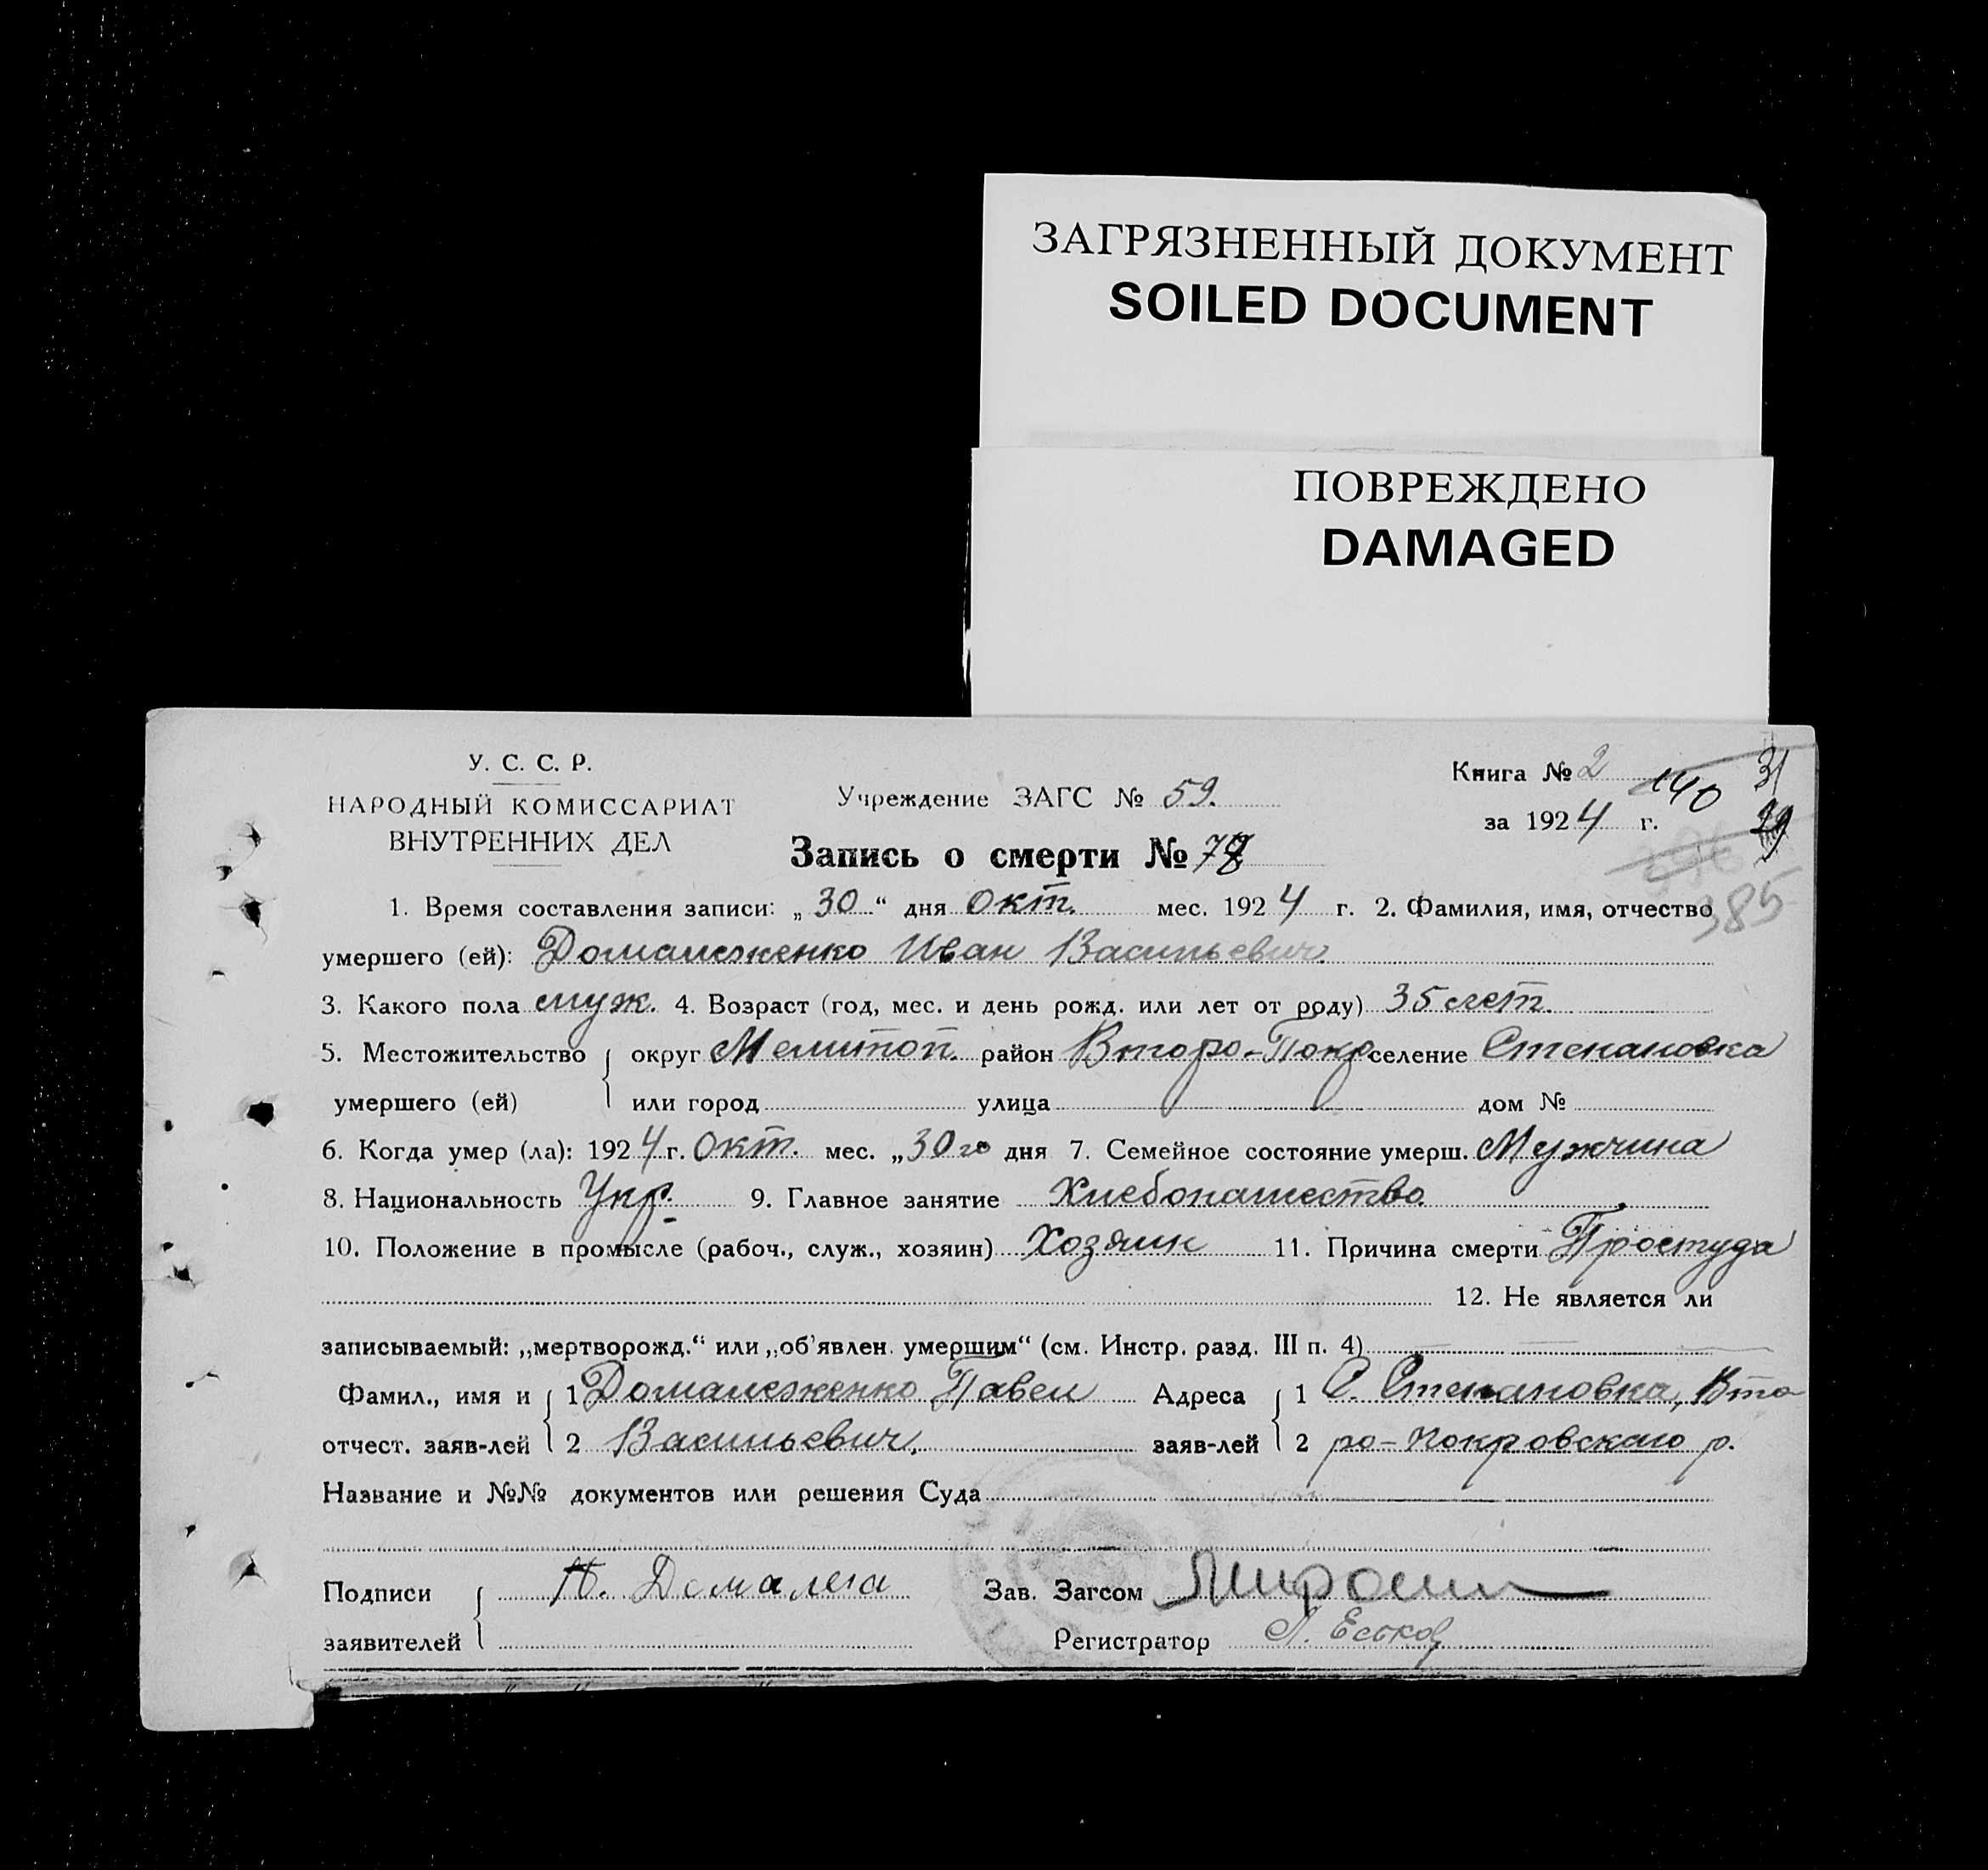 ЗАГРЯЗНЕННЫЙ ДОКУМЕНТ
SOILED DOCUMENT
ПОВРЕЖДЕНО
DAMAGED
У. С. С. Р.
НАРОДНЫЙ КОМИССАРИАТ
ВНУТРЕННИХ ДЕЛ
Учреждение ЗАГС № 59.
Запись о смерти № 78
Книга № 2
за 1924 г.
140
31
385
1. Время составления записи: „30“ дня окт. мес. 1924 г. 2. Фамилия, имя, отчество
умершего (ей): Иван Васильевич.
3. Какого пола муж. 4. Возраст (год, мес. и день рожд. или лет от роду) 35 лет.
5. Местожительство округ Мелитоп. район Второ-Покр селение Степановка
умершего (ей) или город улица дом №
6. Когда умер (ла): 1924 г. окт. мес. „30го дня 7. Семейное состояние умерш. Мужчина
8. Национальность Укр. 9. Главное занятие Хлебопашество.
10. Положение в промысле (рабоч., служ., хозяин) Хозяин 11. Причина смерти Простуда
12. Не является ли
записываемый: „мертворожд.“ или „об'явлен. умершим“ (см. Инстр. разд. III п. 4)
Фамил., имя и 1 Павел Адреса 1 С. Степановка, Вто
отчест. заяв-лей 2 Васильевич. заяв-лей 2 ро-Покровского р.
Название и №№ документов или решения Суда
Подписи П. Зав. Загсом
заявителей Регистратор